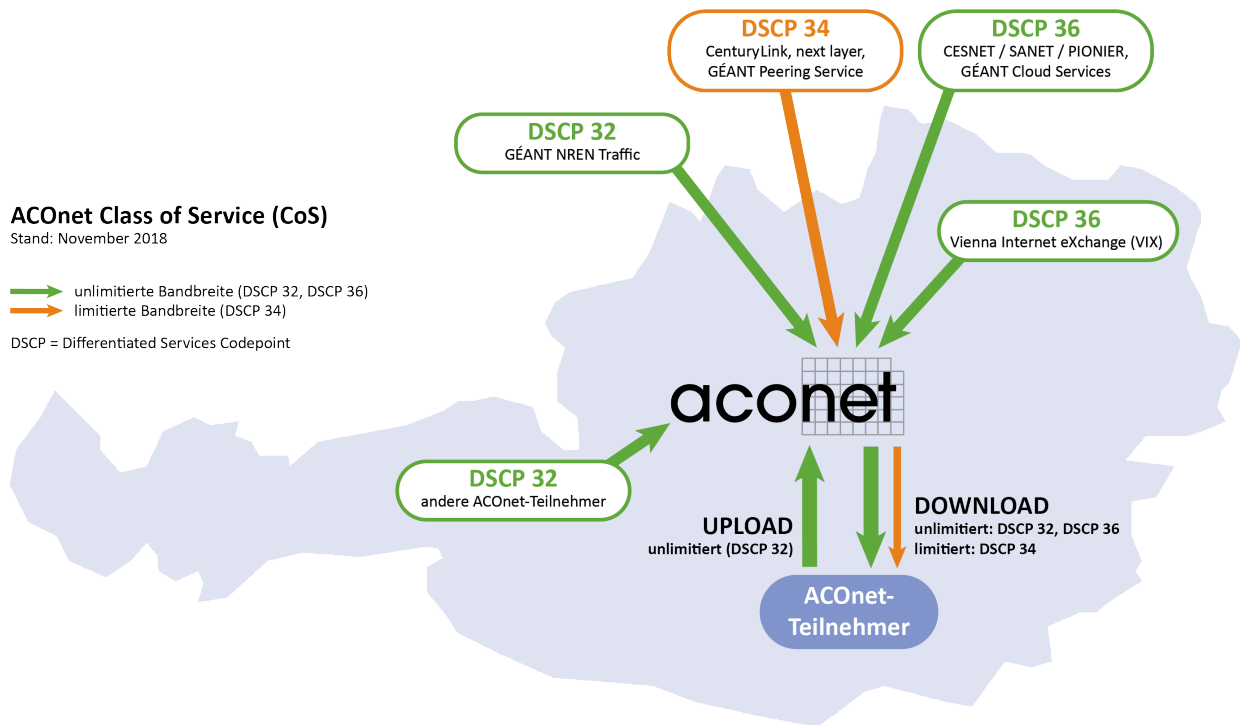 DSCP 34
CenturyLink, next layer,
GÉANT Peering Service
DSCP 36
CESNET / SANET / PIONIER,
GÉANT Cloud Services
DSCP 32
GÉANT NREN Traffic
ACOnet Class of Service (CoS)
Stand: November 2018
DSCP 36
Vienna Internet eXchange (VIX)
unlimitierte Bandbreite (DSCP 32, DSCP 36)
limitierte Bandbreite (DSCP 34)
DSCP = Differentiated Services Codepoint
aconet
DSCP 32
andere ACOnet-Teilnehmer
UPLOAD
unlimitiert (DSCP 32)
DOWNLOAD
unlimitiert: DSCP 32, DSCP 36
limitiert: DSCP 34
ACOnet-
Teilnehmer